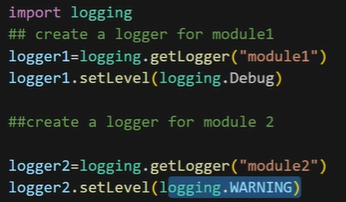 import logging
## create a logger for module1
logger1=logging.getLogger("module1")
logger1.setLevel(logging.Debug)
##create a logger for module 2
logger2=logging.getLogger("module2")
logger2.setLevel(logging.WARNING)